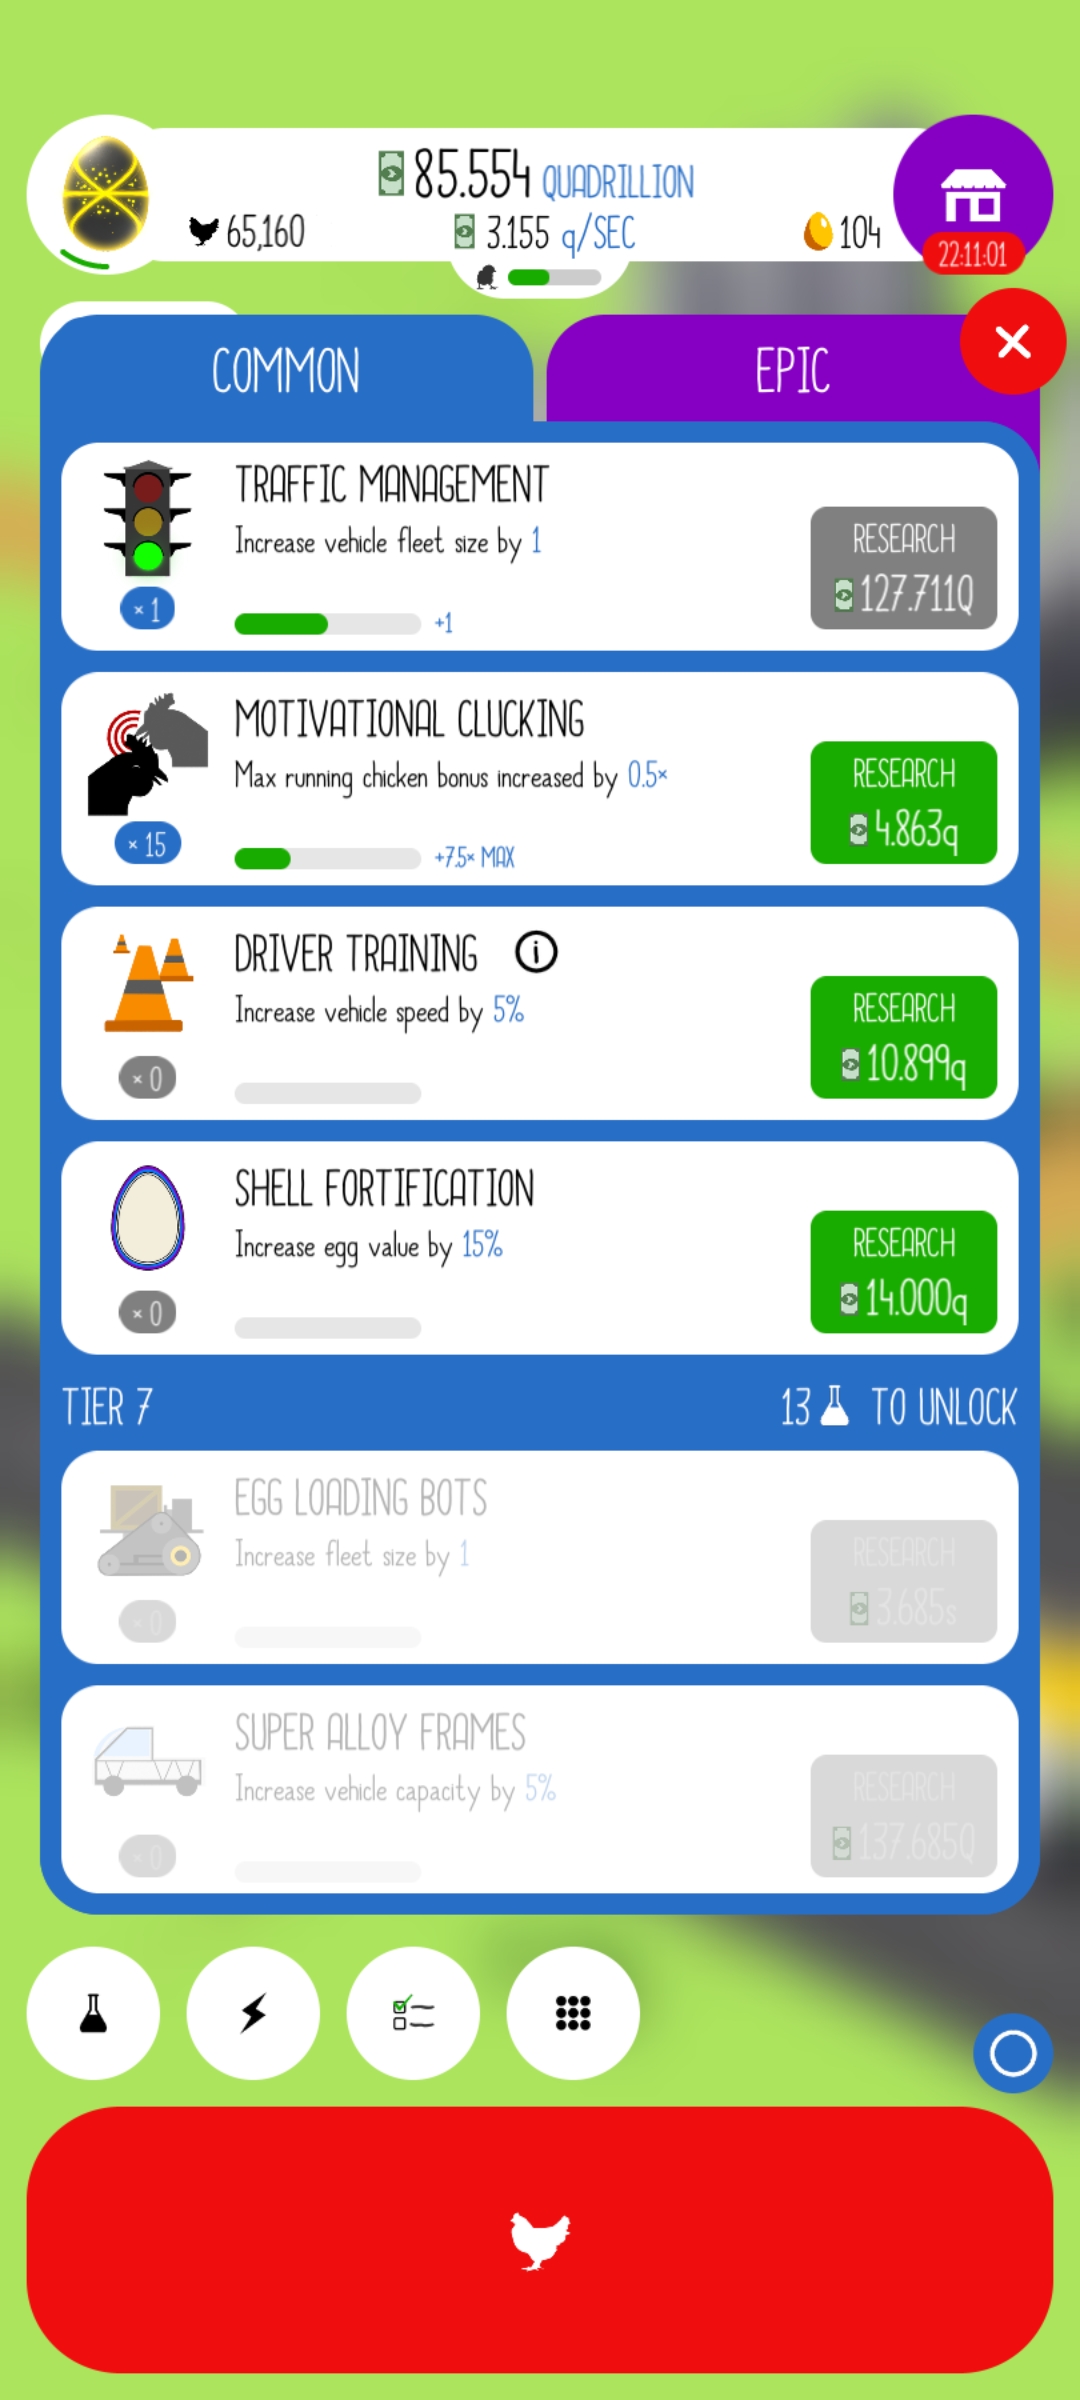 85.554 QUADRILLION
65,160
3.155 q/SEC
104
22:11:01
COMMON
EPIC
TRAFFIC MANAGEMENT
Increase vehicle fleet size by 1
RESEARCH
127.711Q
× 1
+1
MOTIVATIONAL CLUCKING
Max running chicken bonus increased by 0.5×
RESEARCH
4.863q
× 15
+7.5× MAX
DRIVER TRAINING i
Increase vehicle speed by 5%
RESEARCH
10.899q
× 0
SHELL FORTIFICATION
Increase egg value by 15%
RESEARCH
14.000q
× 0
TIER 7
13 TO UNLOCK
EGG LOADING BOTS
Increase fleet size by 1
RESEARCH
3.685s
× 0
SUPER ALLOY FRAMES
Increase vehicle capacity by 5%
RESEARCH
137.685Q
× 0